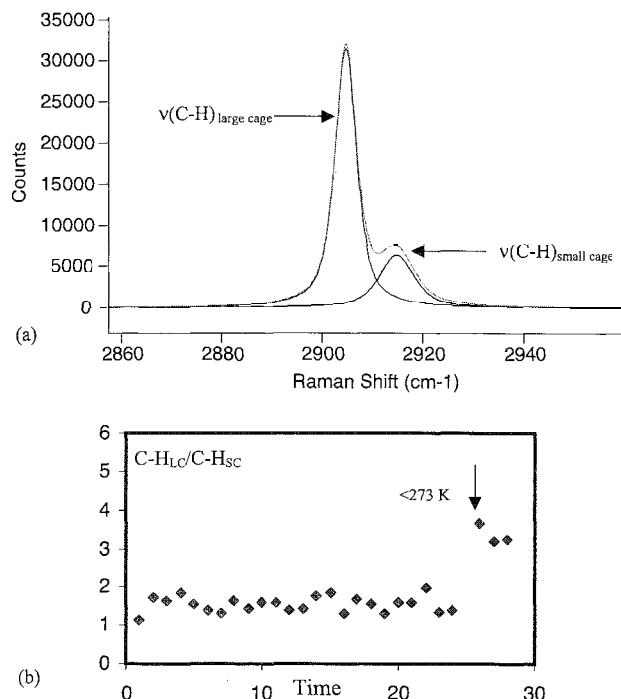 35000
30000
25000
20000
15000
10000
5000
0
Counts
ν(C-H)large cage
ν(C-H)small cage
2860
2880
2900
2920
2940
Raman Shift (cm-1)
(a)
6
5
4
3
2
1
0
C-HLC/C-HSC
<273 K
0
10
20
30
Time
(b)